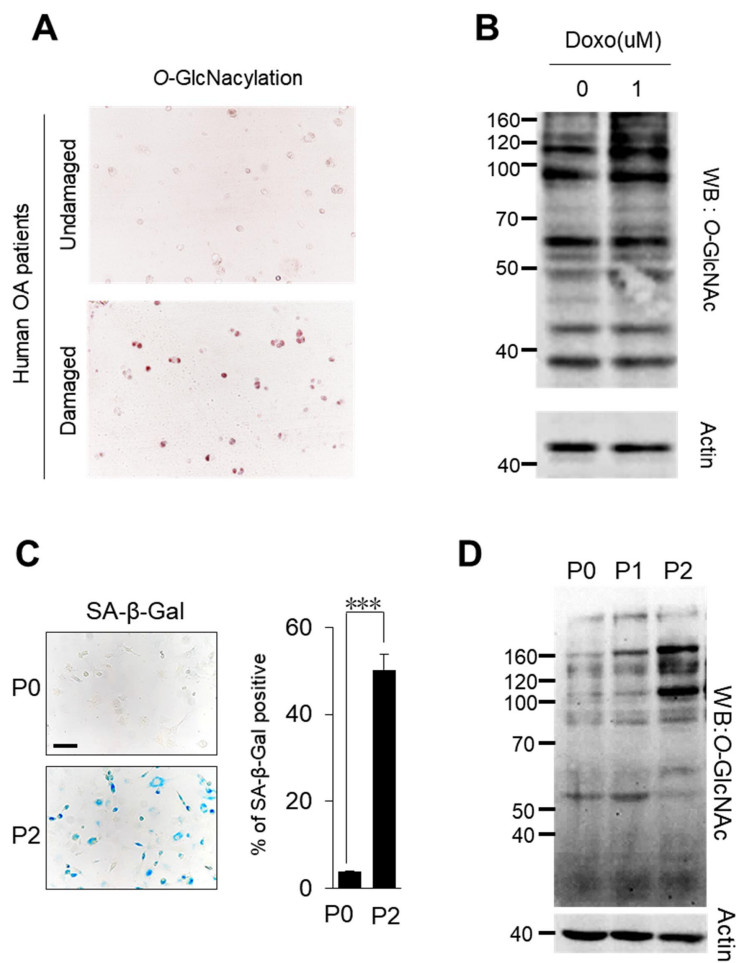 A
O-GlcNacylation
Human OA patients
Undamaged
Damaged
B
Doxo(uM)
0 1
160
120
100
70
50
40
WB : O-GlcNAc
40
Actin
C
SA-β-Gal
P0
P2
% of SA-β-Gal positive
60
40
20
0
***
P0 P2
D
P0 P1 P2
160
120
100
70
50
40
WB:O-GlcNAc
40
Actin